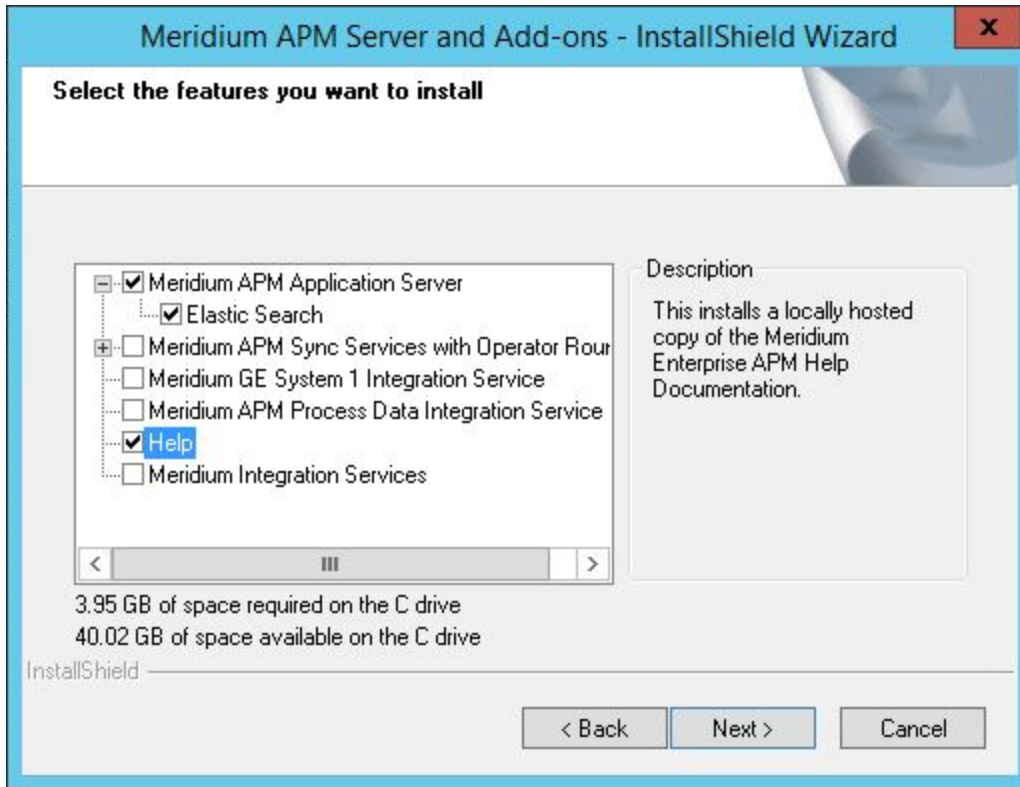 Meridium APM Server and Add-ons - InstallShield Wizard
x
Select the features you want to install
Meridium APM Application Server
Elastic Search
Meridium APM Sync Services with Operator Rour
Meridium GE System 1 Integration Service
Meridium APM Process Data Integration Service
Help
Meridium Integration Services
Description
This installs a locally hosted
copy of the Meridium
Enterprise APM Help
Documentation.
3.95 GB of space required on the C drive
40.02 GB of space available on the C drive
InstallShield
< Back
Next >
Cancel